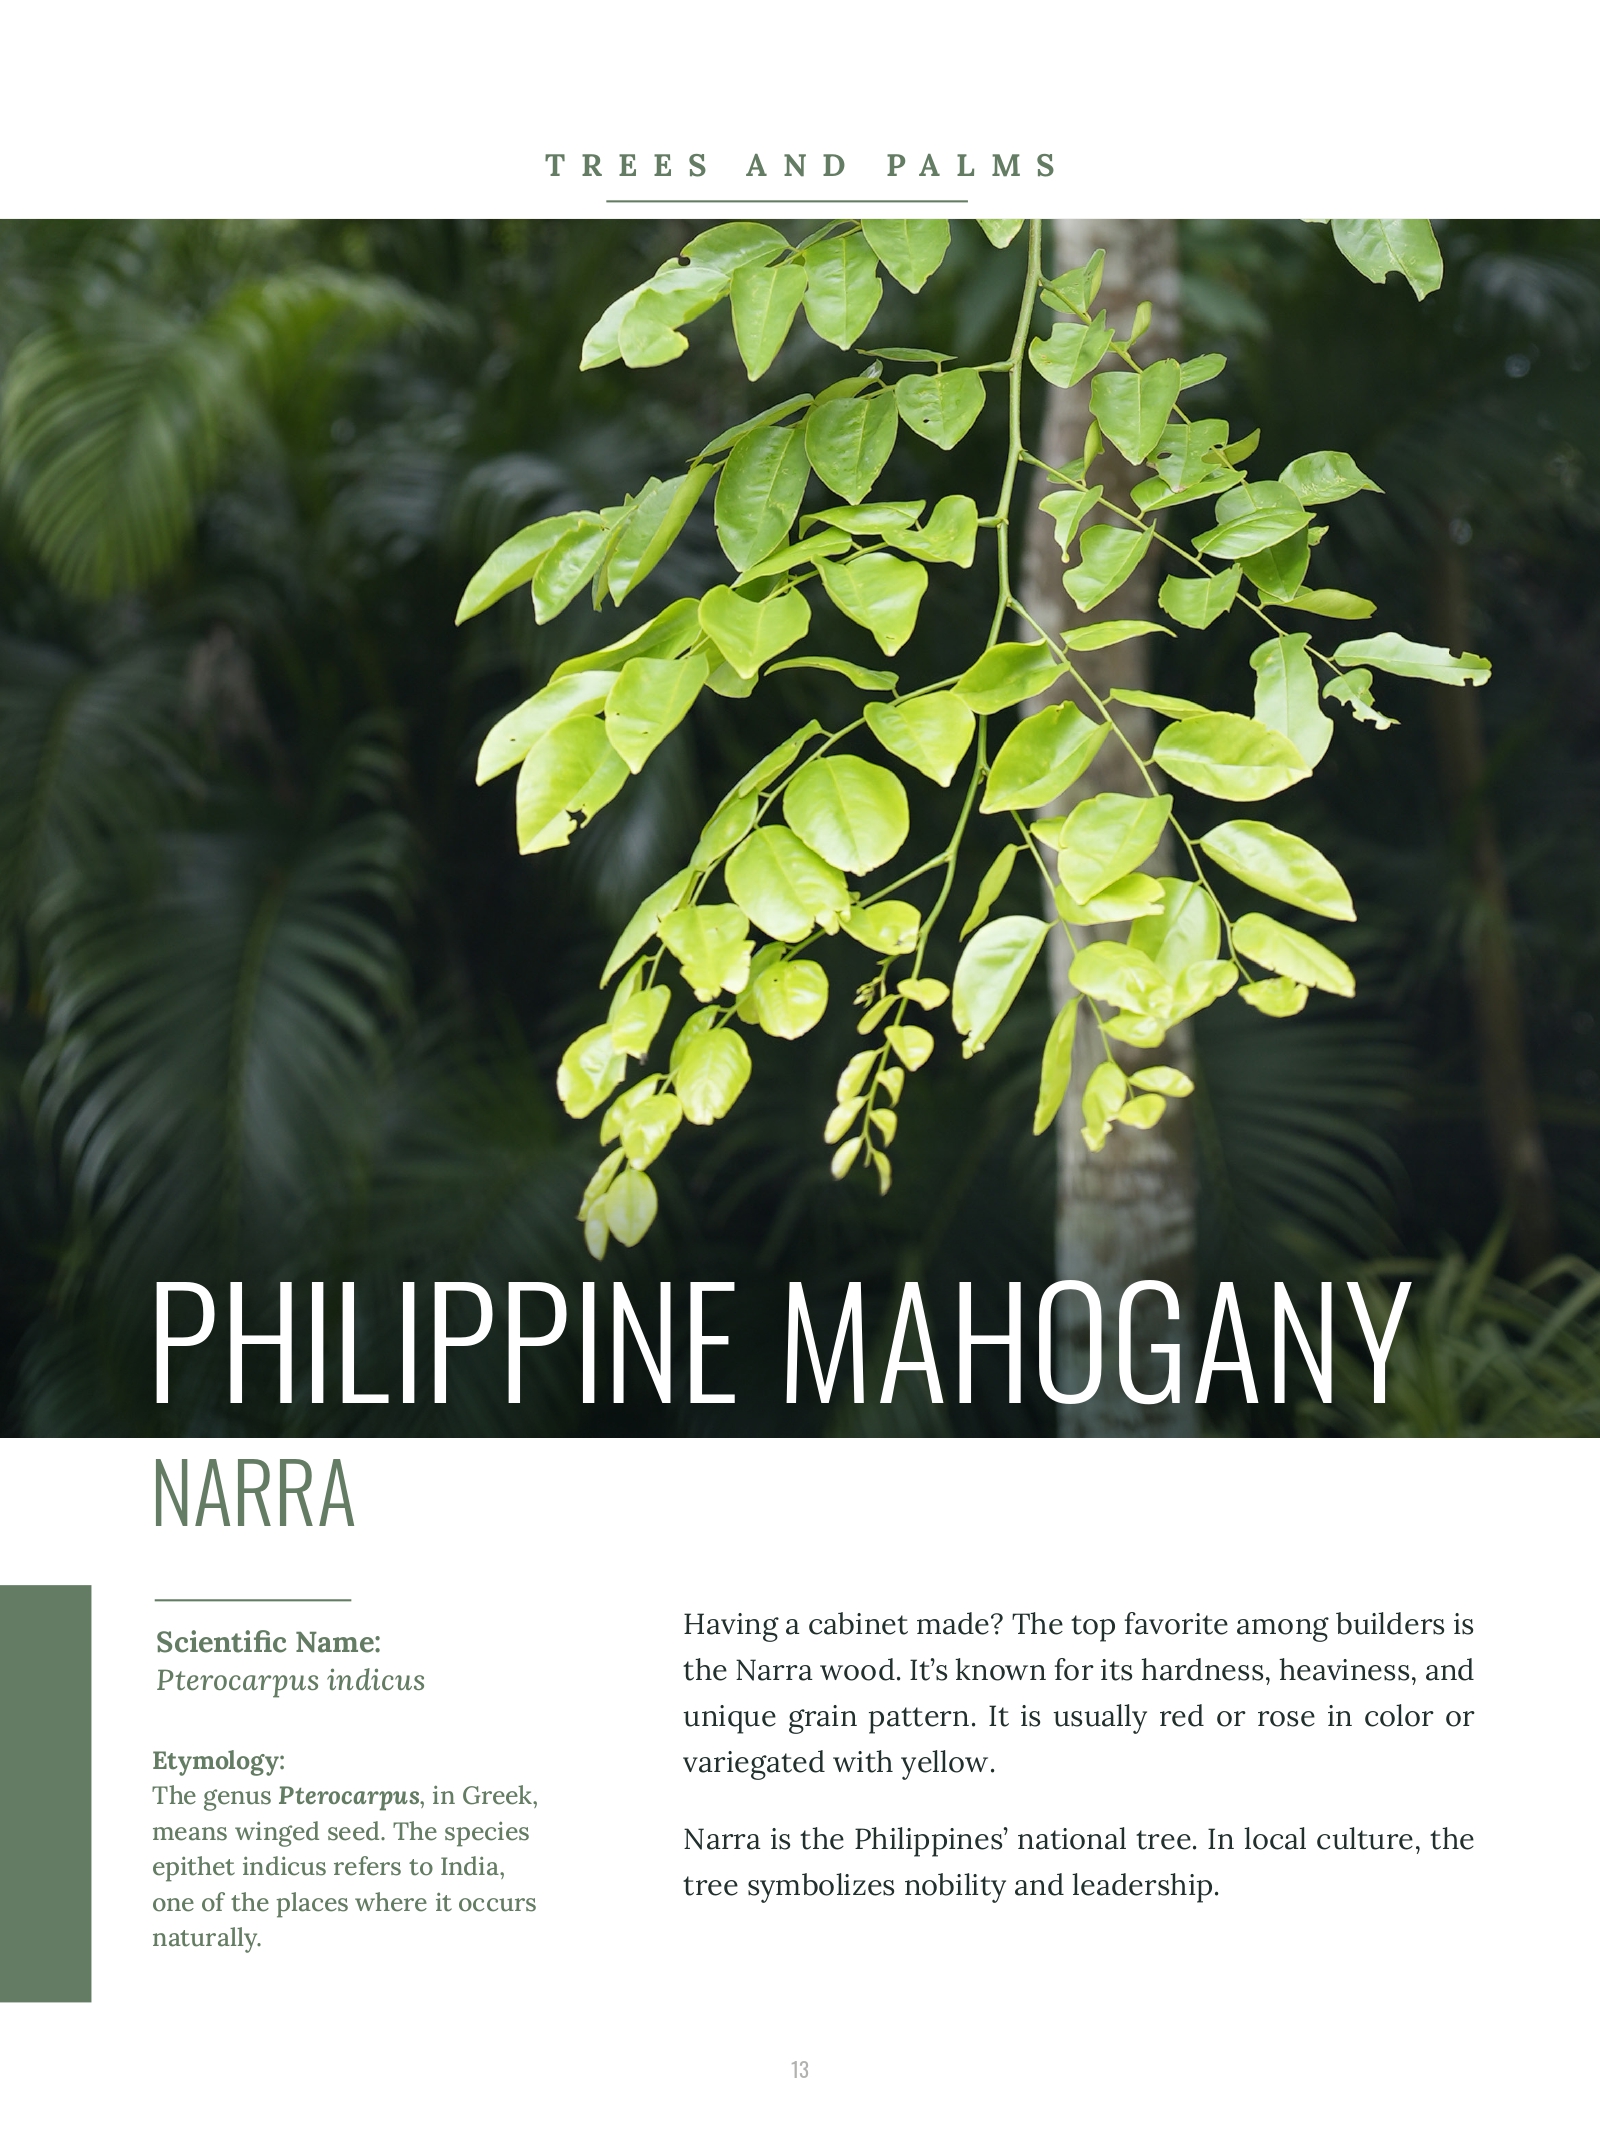 TREES AND PALMS
PHILIPPINE MAHOGANY
NARRA
Scientific Name:
Pterocarpus indicus
Etymology:
The genus Pterocarpus, in Greek,
means winged seed. The species
epithet indicus refers to India,
one of the places where it occurs
naturally.
Having a cabinet made? The top favorite among builders is
the Narra wood. It’s known for its hardness, heaviness, and
unique grain pattern. It is usually red or rose in color or
variegated with yellow.
Narra is the Philippines’ national tree. In local culture, the
tree symbolizes nobility and leadership.
13